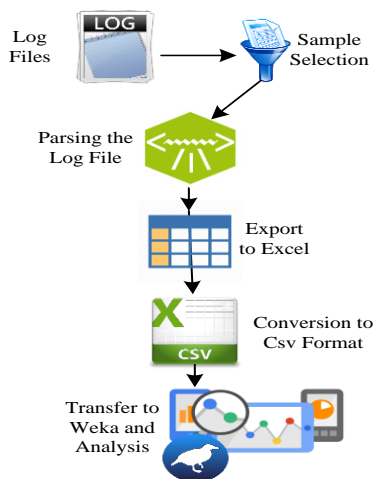 Log
Files
LOG
Sample
Selection
Parsing the
Log File
Export
to Excel
X
CSV
Conversion to
Csv Format
Transfer to
Weka and
Analysis